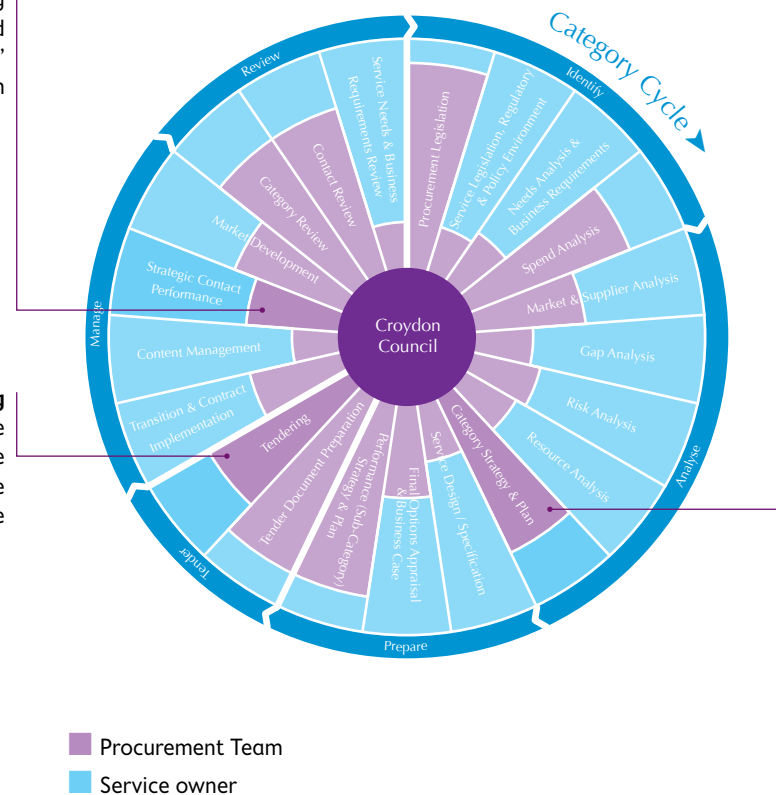 g
d
’
n
g
e
e
e
e
Category Cycle
Identify
Analyse
Prepare
Tender
Manage
Review
Procurement Legislation
Service Legislation, Regulatory
& Policy Environment
Needs Analysis &
Business Requirements
Spend Analysis
Market & Supplier Analysis
Gap Analysis
Risk Analysis
Resource Analysis
Category Strategy & Plan
Service Design / Specification
Final Options Appraisal
& Business Case
Performance (Sub-Category)
Strategy & Plan
Tender Document Preparation
Tendering
Transition & Contract
Implementation
Content Management
Strategic Contact
Performance
Market Development
Category Review
Contact Review
Service Needs & Business
Requirements Review
Croydon
Council
Procurement Team
Service owner